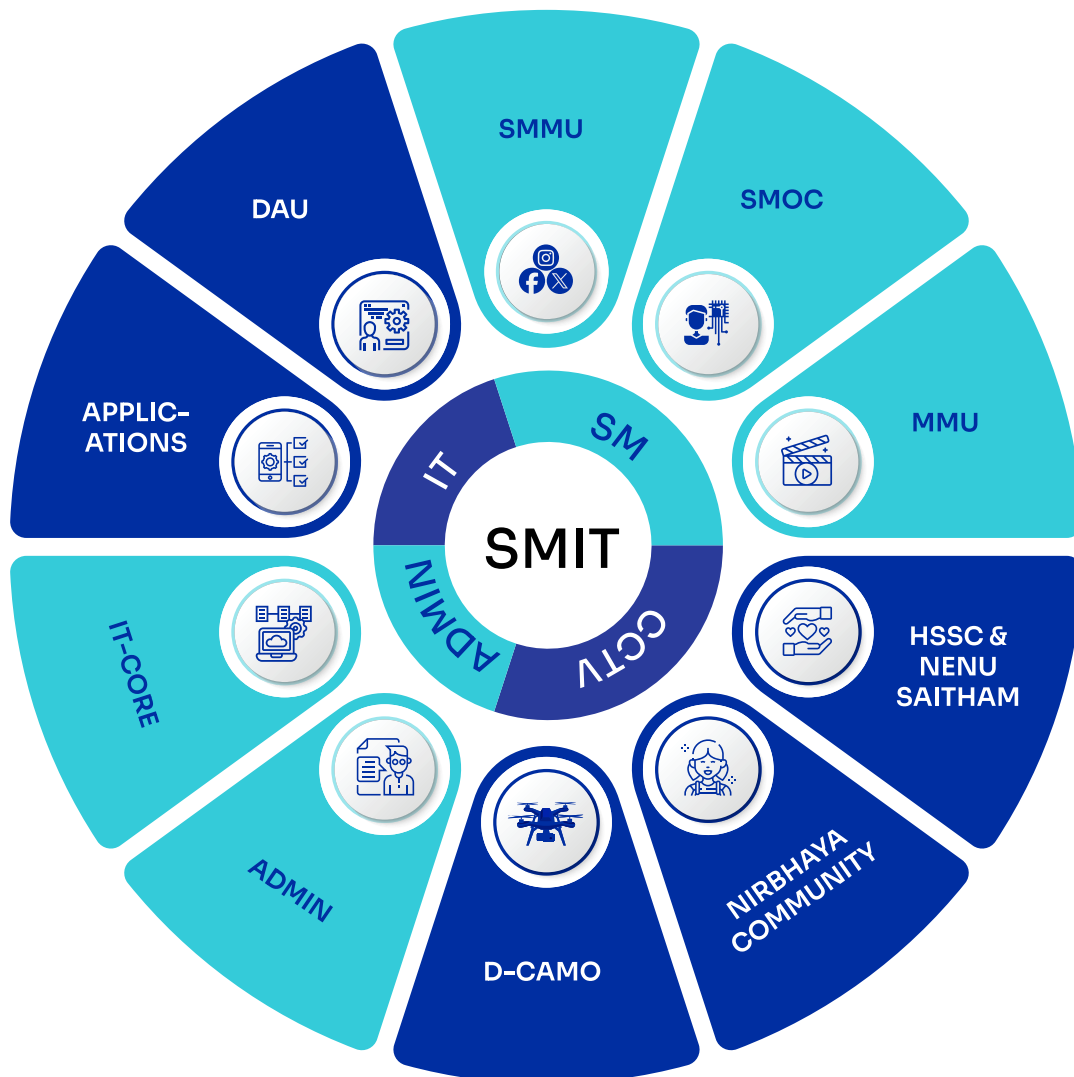 SMMU
SMOC
MMU
HSSC &
NENU
SAITHAM
NIRBHAYA
COMMUNITY
D-CAMO
ADMIN
IT-CORE
APPLIC-
ATIONS
DAU
SM
CCTV
ADMIN
IT
SMIT